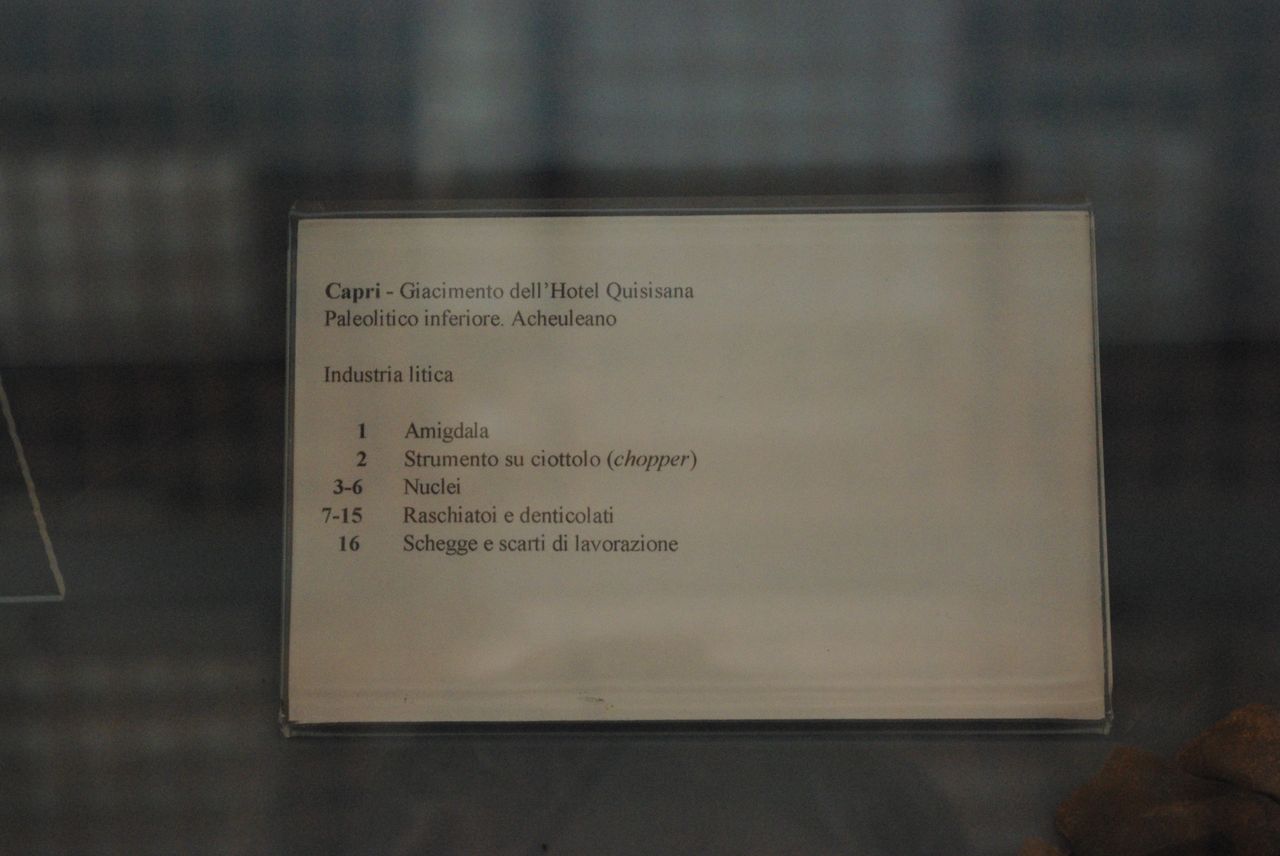 Capri - Giacimento dell'Hotel Quisisana
Paleolitico inferiore. Acheuleano
Industria litica
1 Amigdala
2 Strumento su ciottolo (chopper)
3-6 Nuclei
7-15 Raschiatoi e denticolati
16 Schegge e scarti di lavorazione